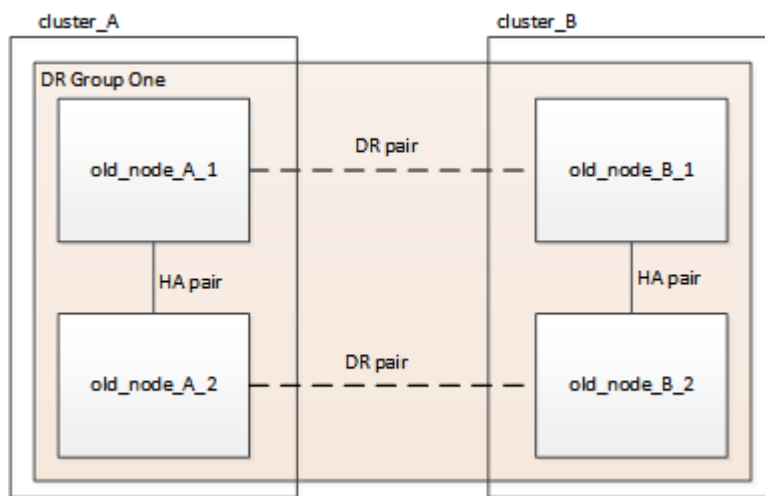 cluster_A
cluster_B
DR Group One
old_node_A_1
DR pair
old_node_B_1
HA pair
HA pair
old_node_A_2
DR pair
old_node_B_2